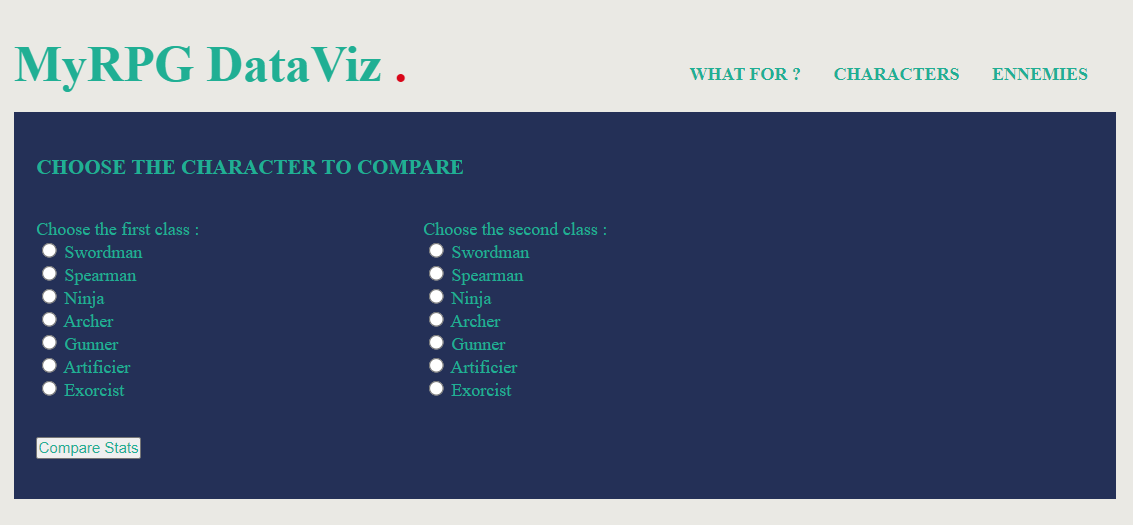 MyRPG DataViz .
WHAT FOR ? CHARACTERS ENNEMIES
CHOOSE THE CHARACTER TO COMPARE
Choose the first class :
Swordman
Spearman
Ninja
Archer
Gunner
Artificier
Exorcist
Choose the second class :
Swordman
Spearman
Ninja
Archer
Gunner
Artificier
Exorcist
Compare Stats